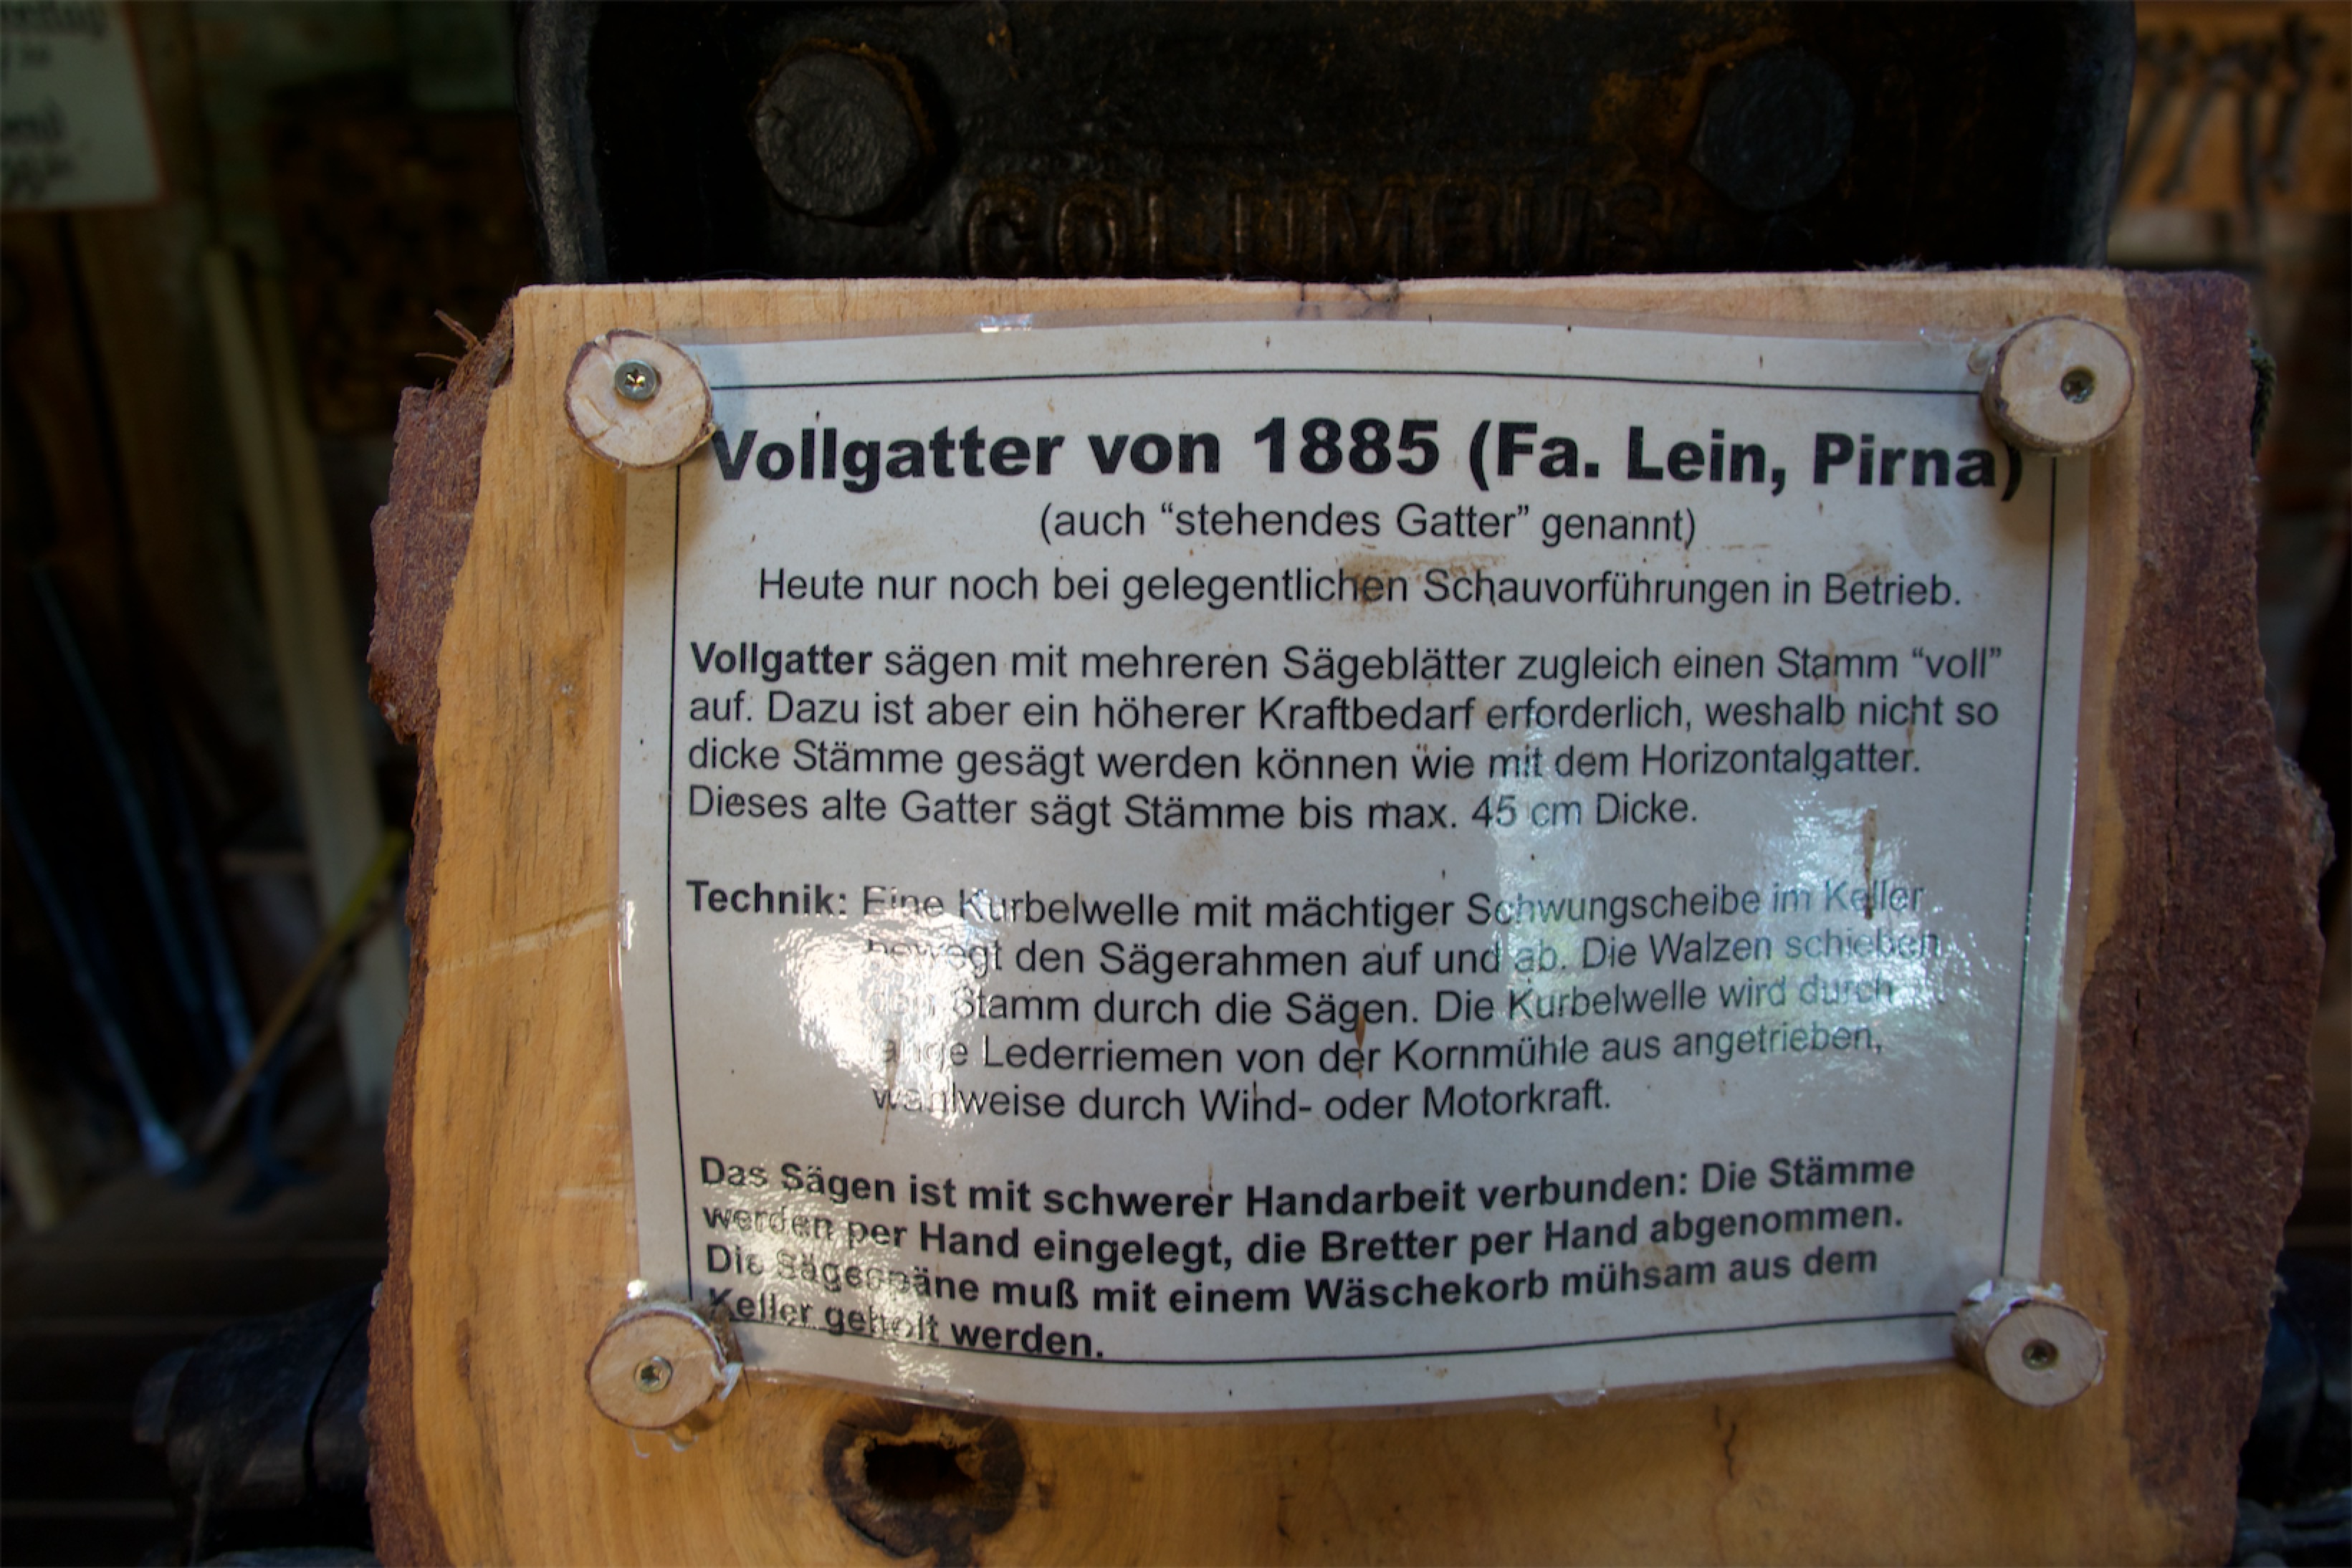 COLUMBUS
Vollgatter von 1885 (Fa. Lein, Pirna)
(auch “stehendes Gatter” genannt)
Heute nur noch bei gelegentlichen Schauvorführungen in Betrieb.
Vollgatter sägen mit mehreren Sägeblätter zugleich einen Stamm “voll”
auf. Dazu ist aber ein höherer Kraftbedarf erforderlich, weshalb nicht so
dicke Stämme gesägt werden können wie mit dem Horizontalgatter.
Dieses alte Gatter sägt Stämme bis max. 45 cm Dicke.
Technik: Eine Kurbelwelle mit mächtiger Schwungscheibe im Keller
bewegt den Sägerahmen auf und ab. Die Walzen schieben
den Stamm durch die Sägen. Die Kurbelwelle wird durch
lange Lederriemen von der Kornmühle aus angetrieben,
wahlweise durch Wind- oder Motorkraft.
Das Sägen ist mit schwerer Handarbeit verbunden: Die Stämme
werden per Hand eingelegt, die Bretter per Hand abgenommen.
Die Sägespäne muß mit einem Wäschekorb mühsam aus dem
Keller geholt werden.